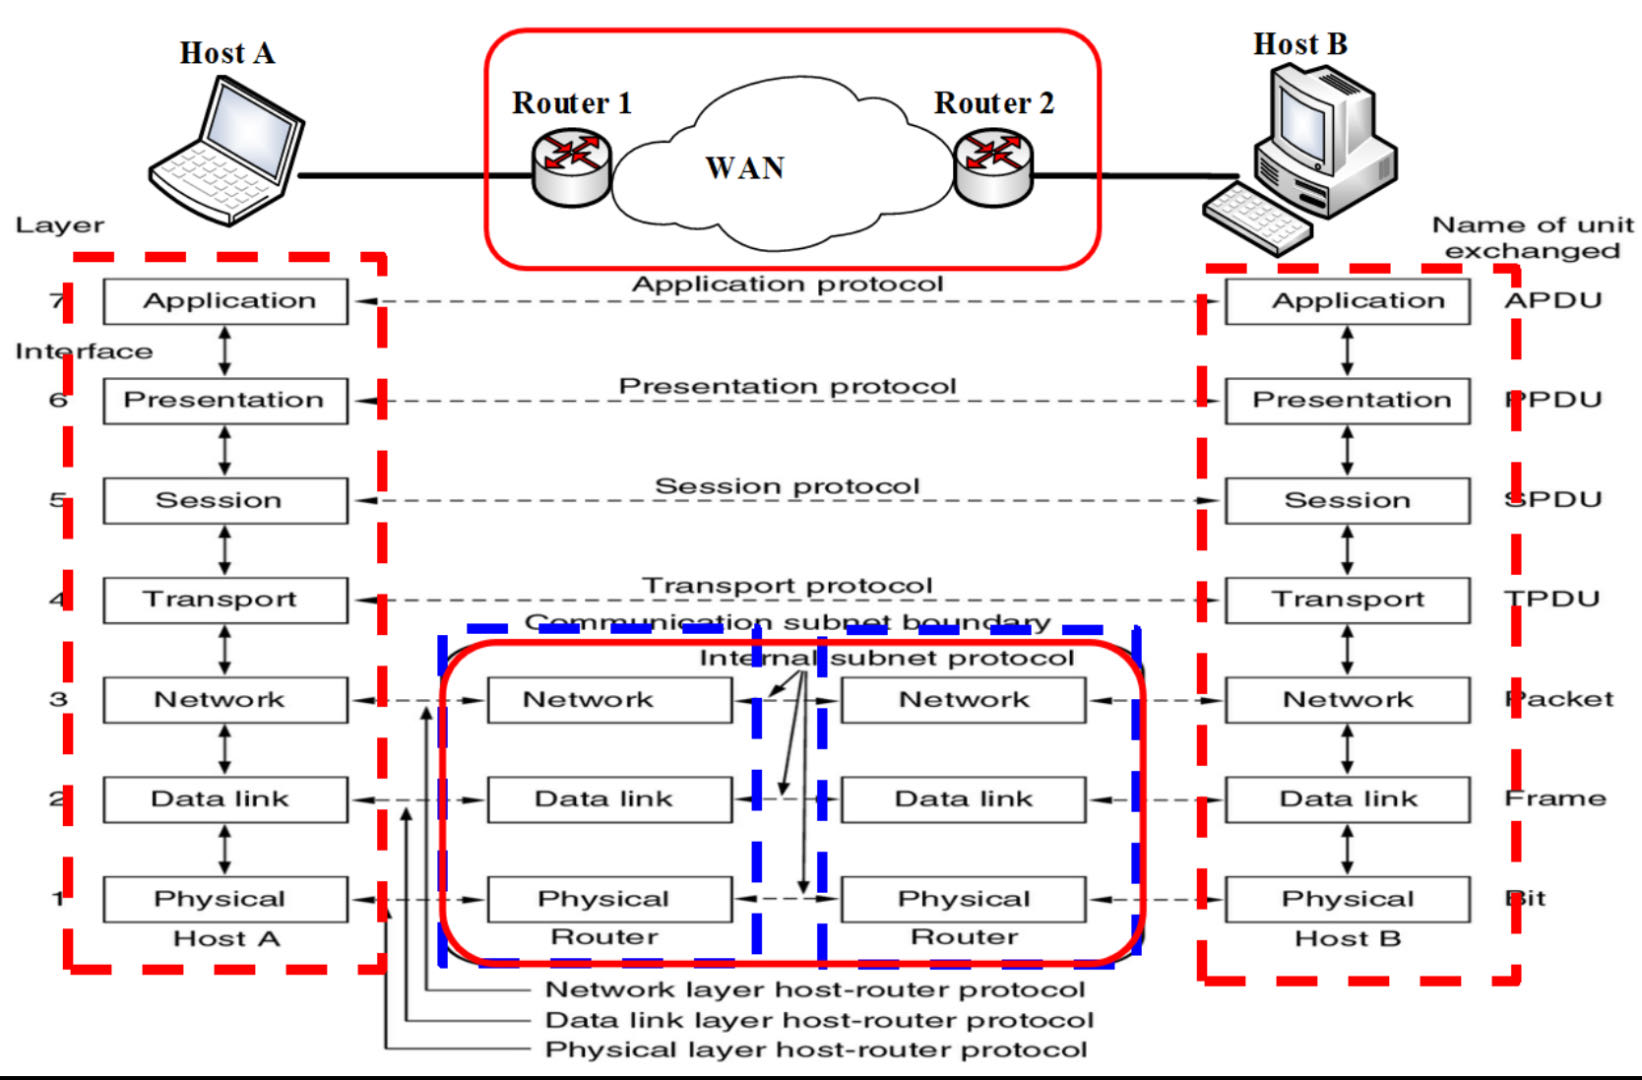 Host A
Host B
Router 1
Router 2
WAN
Layer
Name of unit
exchanged
Application protocol
7
Application
Application
APDU
Interface
Presentation protocol
6
Presentation
Presentation
PPDU
Session protocol
5
Session
Session
SPDU
Transport protocol
4
Transport
Transport
TPDU
Communication subnet boundary
Internal subnet protocol
3
Network
Network
Network
Network
Packet
2
Data link
Data link
Data link
Data link
Frame
1
Physical
Physical
Physical
Physical
Bit
Host A
Router
Router
Host B
Network layer host-router protocol
Data link layer host-router protocol
Physical layer host-router protocol